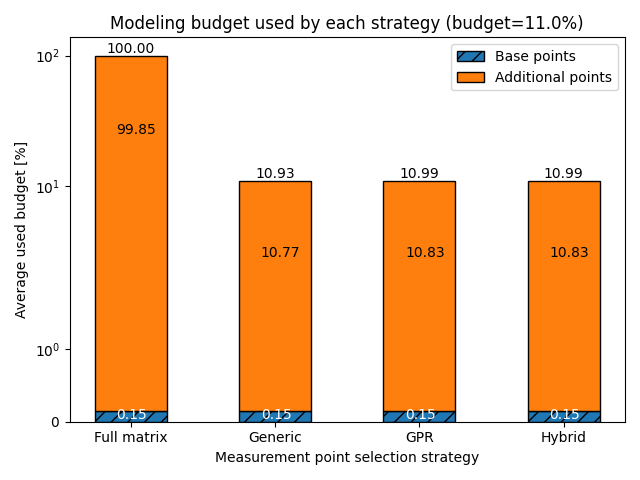 Modeling budget used by each strategy (budget=11.0%)
Base points
Additional points
Average used budget [%]
10²
10¹
10⁰
0
100.00
99.85
0.15
10.93
10.77
0.15
10.99
10.83
0.15
10.99
10.83
0.15
Full matrix
Generic
GPR
Hybrid
Measurement point selection strategy